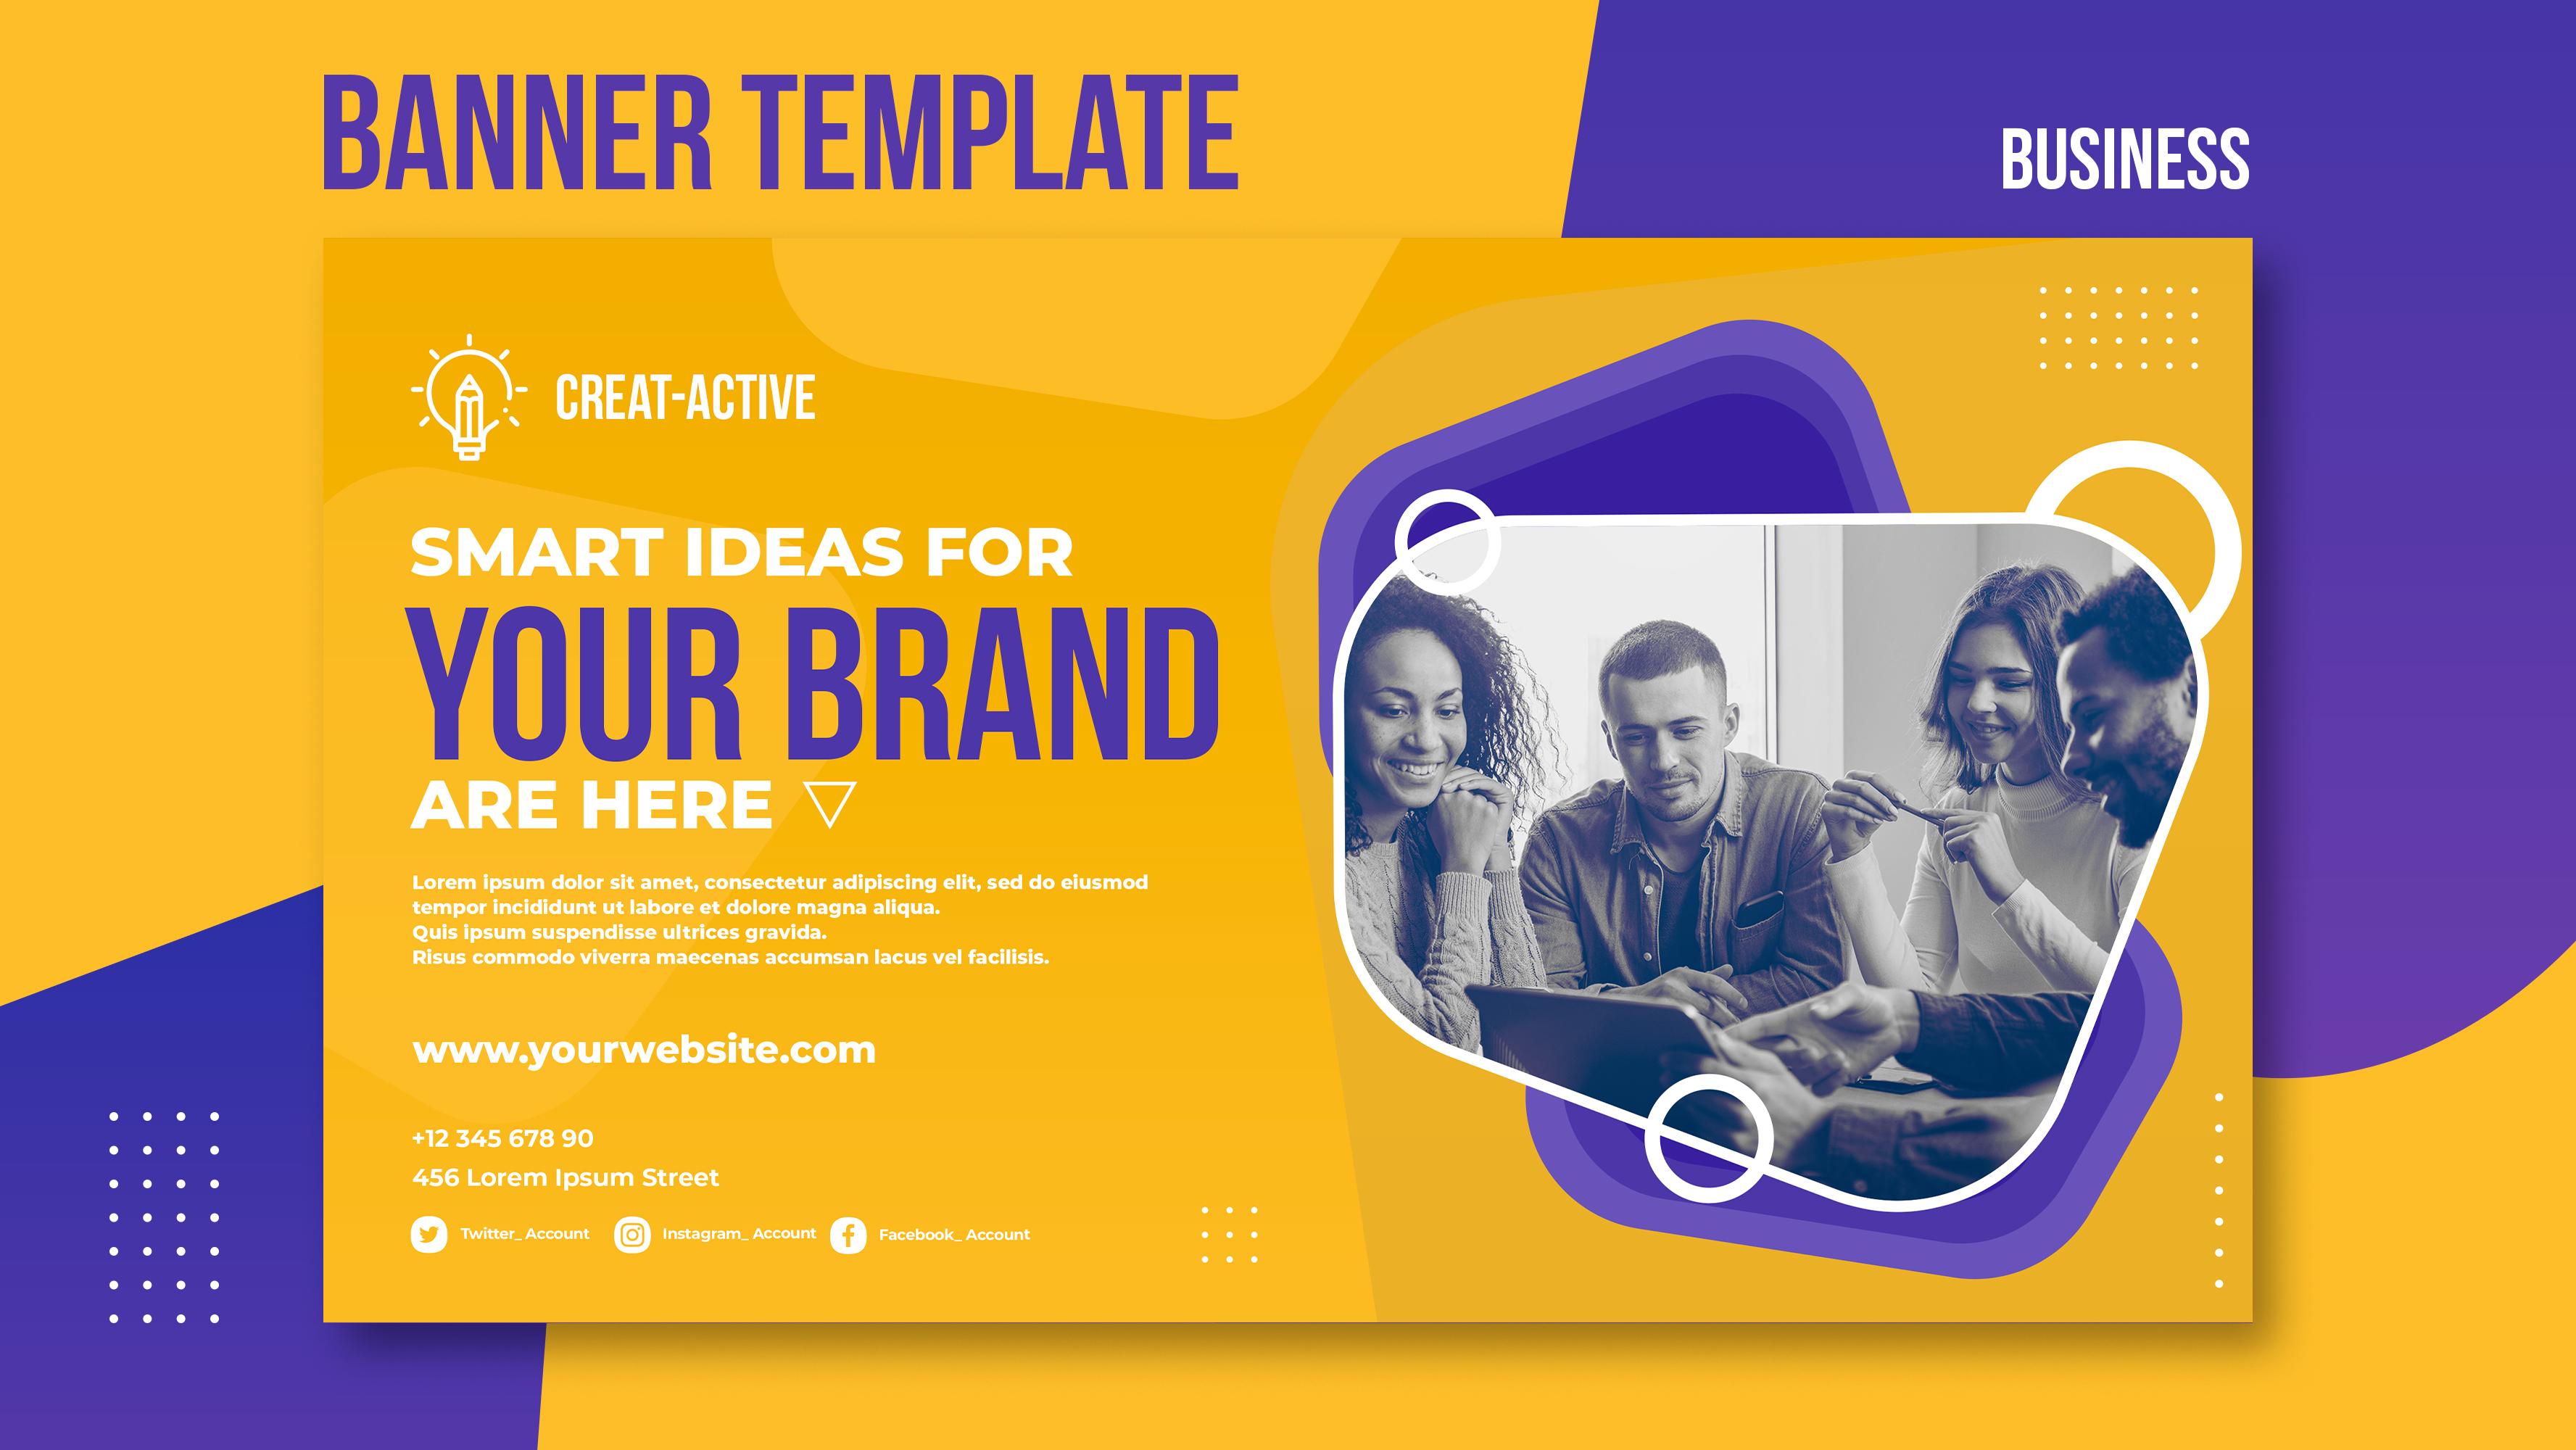 BANNER TEMPLATE
BUSINESS
CREAT-ACTIVE
SMART IDEAS FOR
YOUR BRAND
ARE HERE
Lorem ipsum dolor sit amet, consectetur adipiscing elit, sed do eiusmod
tempor incididunt ut labore et dolore magna aliqua.
Quis ipsum suspendisse ultrices gravida.
Risus commodo viverra maecenas accumsan lacus vel facilisis.
www.yourwebsite.com
+12 345 678 90
456 Lorem Ipsum Street
Twitter_ Account Instagram_ Account Facebook_ Account